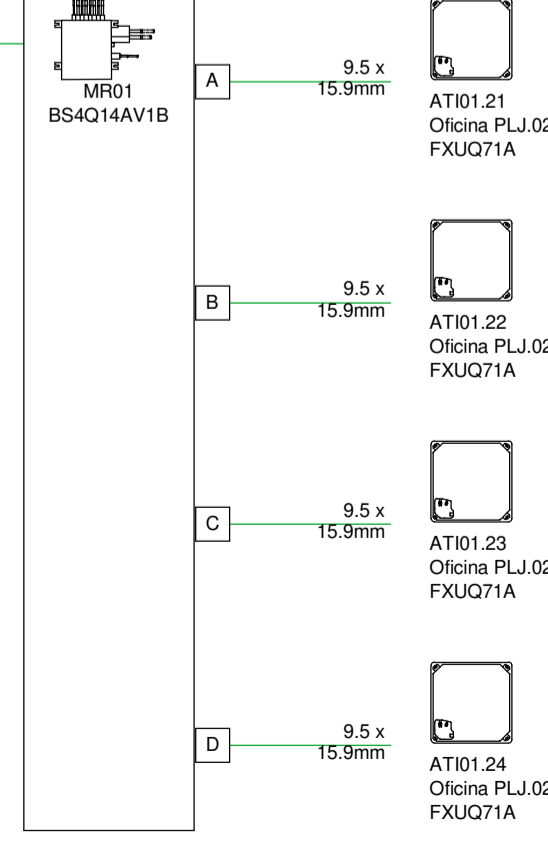 MR01
BS4Q14AV1B
A
9.5 x
15.9mm
ATI01.21
Oficina PLJ.02
FXUQ71A
B
9.5 x
15.9mm
ATI01.22
Oficina PLJ.02
FXUQ71A
C
9.5 x
15.9mm
ATI01.23
Oficina PLJ.02
FXUQ71A
D
9.5 x
15.9mm
ATI01.24
Oficina PLJ.02
FXUQ71A